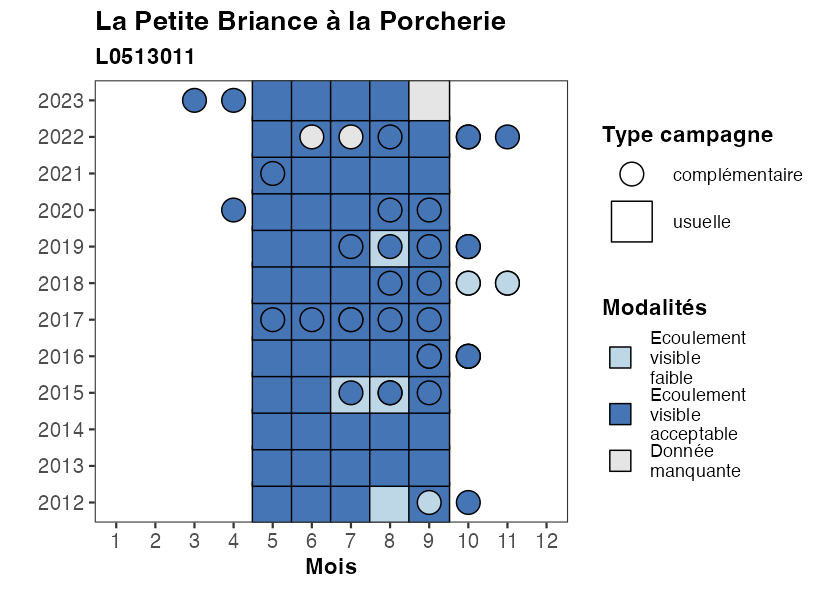 La Petite Briance à la Porcherie
L0513011
2023
2022
2021
2020
2019
2018
2017
2016
2015
2014
2013
2012
1 2 3 4 5 6 7 8 9 10 11 12
Mois
Type campagne
complémentaire
usuelle
Modalités
Ecoulement
visible
faible
Ecoulement
visible
acceptable
Donnée
manquante